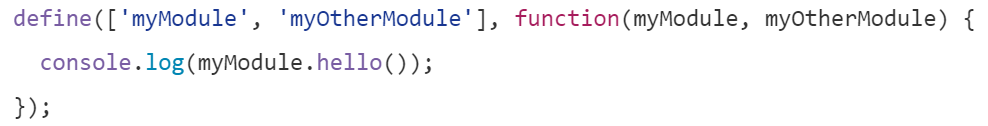 define(['myModule', 'myOtherModule'], function(myModule, myOtherModule) {
  console.log(myModule.hello());
});